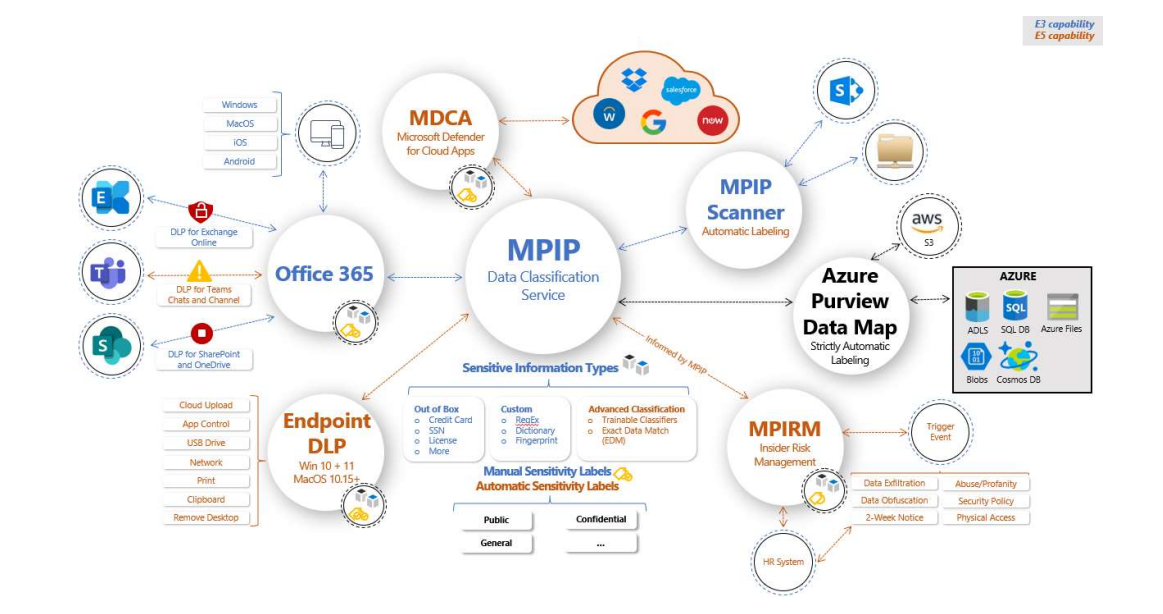 E3 capability
E5 capability
Windows
MacOS
iOS
Android
MDCA
Microsoft Defender
for Cloud Apps
salesforce
now
S
MPIP
Scanner
Automatic Labeling
E
DLP for Exchange
Online
T
DLP for Teams
Chats and Channel
S
DLP for SharePoint
and OneDrive
Office 365
MPIP
Data Classification
Service
aws
S3
Azure
Purview
Data Map
Strictly Automatic
Labeling
AZURE
SQL
ADLS
SQL DB
Azure Files
10
01
Blobs
Cosmos DB
Informed by MPIP
Sensitive Information Types
Out of Box
o Credit Card
o SSN
o License
o More
Custom
o RegEx
o Dictionary
o Fingerprint
Advanced Classification
o Trainable Classifiers
o Exact Data Match
(EDM)
Manual Sensitivity Labels
Automatic Sensitivity Labels
Public
Confidential
General
...
Cloud Upload
App Control
USB Drive
Network
Print
Clipboard
Remove Desktop
Endpoint
DLP
Win 10 + 11
MacOS 10.15+
MPIRM
Insider Risk
Management
Trigger
Event
Data Exfiltration
Abuse/Profanity
Data Obfuscation
Security Policy
2-Week Notice
Physical Access
HR System